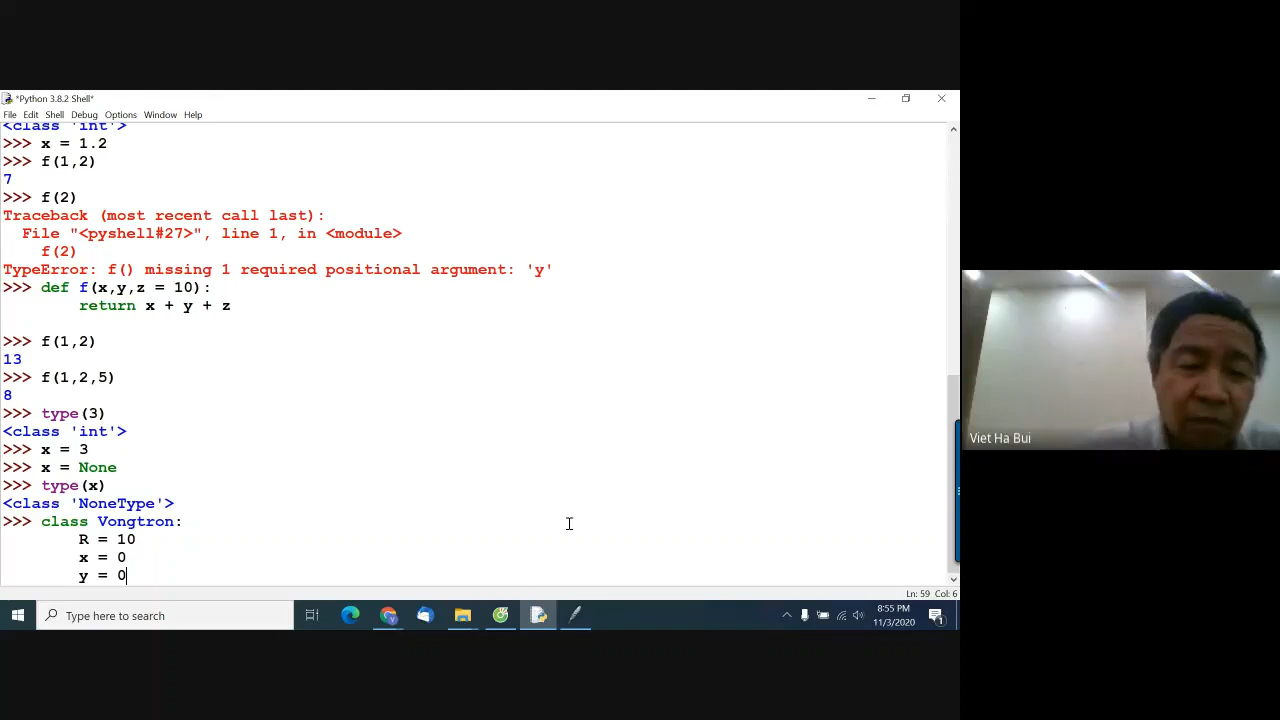 *Python 3.8.2 Shell*
File Edit Shell Debug Options Window Help
<class 'int'>
>>> x = 1.2
>>> f(1,2)
7
>>> f(2)
Traceback (most recent call last):
  File "<pyshell#27>", line 1, in <module>
    f(2)
TypeError: f() missing 1 required positional argument: 'y'
>>> def f(x,y,z = 10):
        return x + y + z
>>> f(1,2)
13
>>> f(1,2,5)
8
>>> type(3)
<class 'int'>
>>> x = 3
>>> x = None
>>> type(x)
<class 'NoneType'>
>>> class Vongtron:
        R = 10
        x = 0
        y = 0
Ln: 59 Col: 6
Type here to search
8:55 PM
11/3/2020
1
Viet Ha Bui